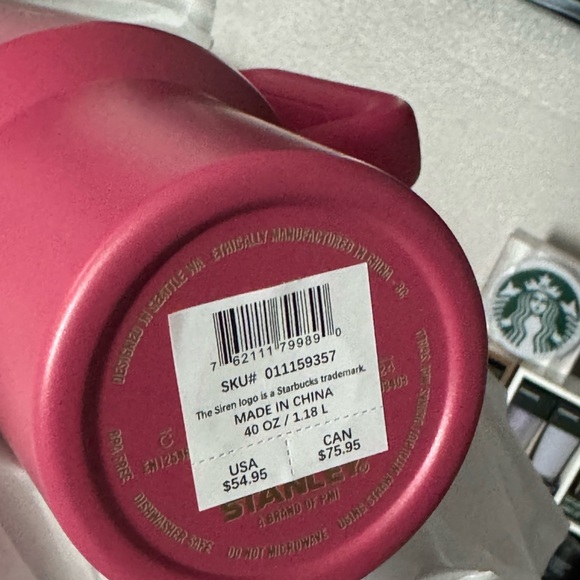 DESIGNED IN SEATTLE WA
ETHICALLY MANUFACTURED IN CHINA
7 62111 79989 0
SKU# 011159357
The Siren logo is a Starbucks trademark.
MADE IN CHINA
40 OZ / 1.18 L
USA
$54.95
CAN
$75.95
STANLEY®
A BRAND OF PMI
BPA-FREE
DISHWASHER SAFE
DO NOT MICROWAVE